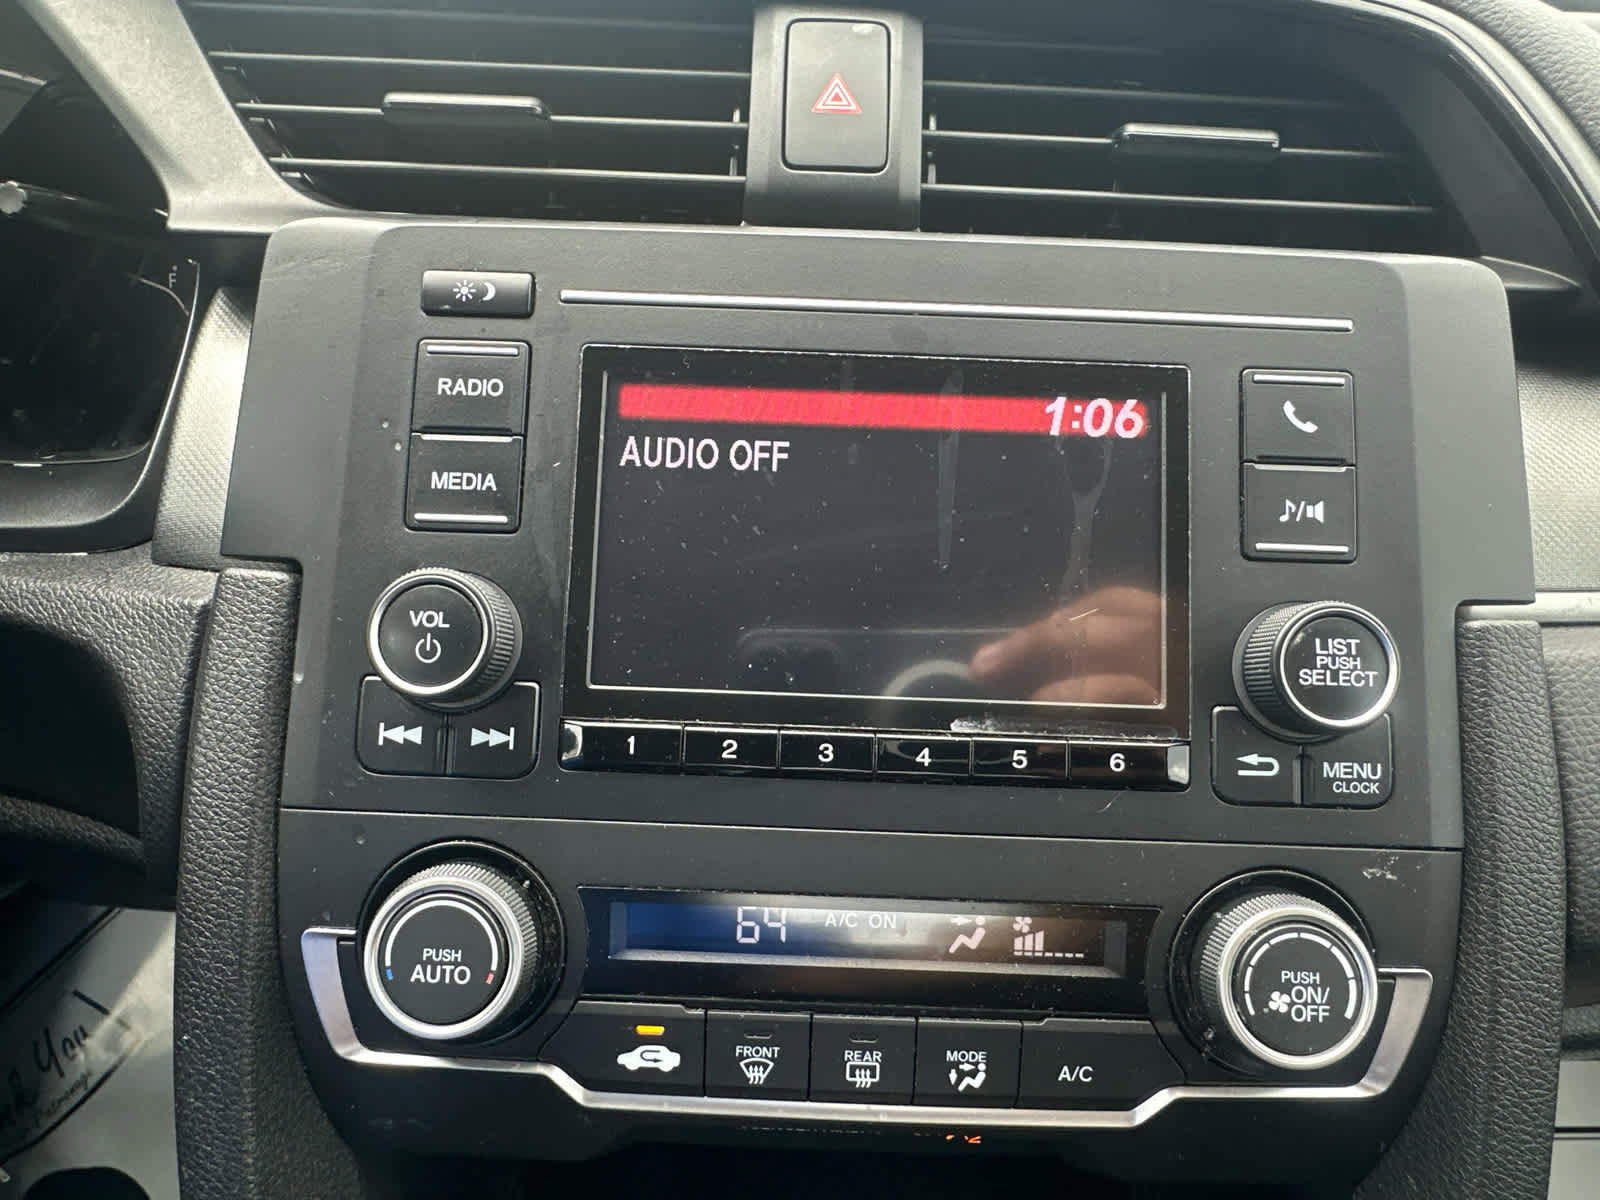 F
RADIO
1:06
AUDIO OFF
MEDIA
VOL
LIST
PUSH
SELECT
1 2 3 4 5 6
MENU
CLOCK
64 A/C ON
PUSH
AUTO
PUSH
ON/
OFF
FRONT
REAR
MODE
A/C
You